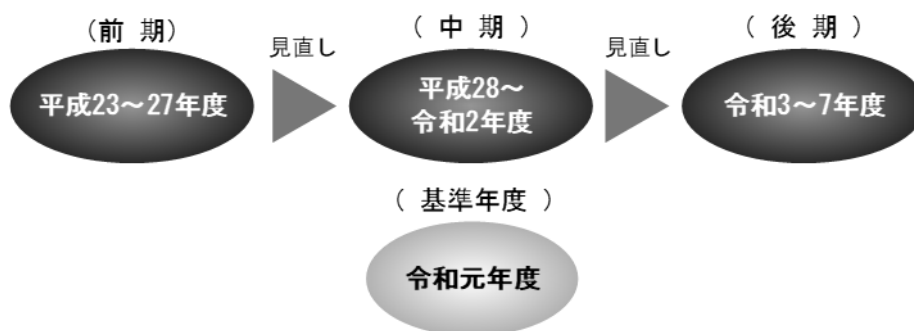 （前 期）
見直し
（ 中 期 ）
見直し
（ 後 期 ）
平成23～27年度
平成28～
令和2年度
令和3～7年度
（ 基準年度 ）
令和元年度